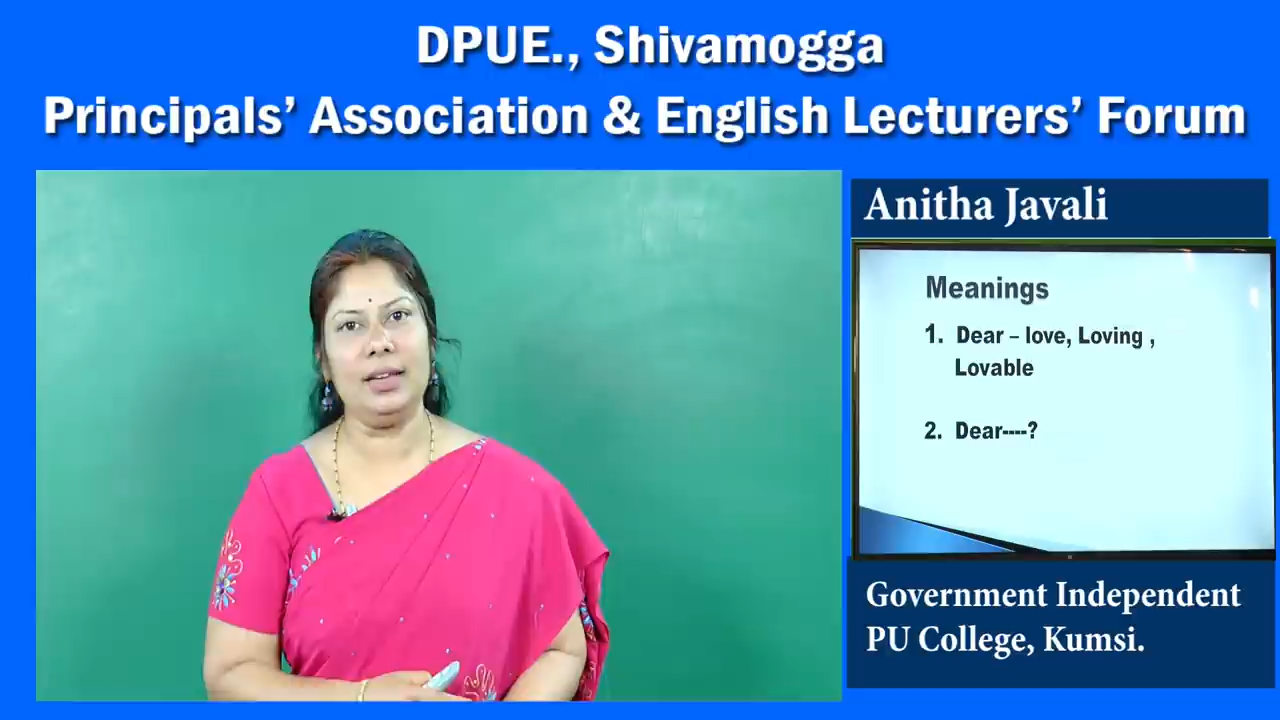 DPUE., Shivamogga
Principals’ Association & English Lecturers’ Forum
Anitha Javali
Meanings
1. Dear – love, Loving ,
Lovable
2. Dear----?
Government Independent
PU College, Kumsi.